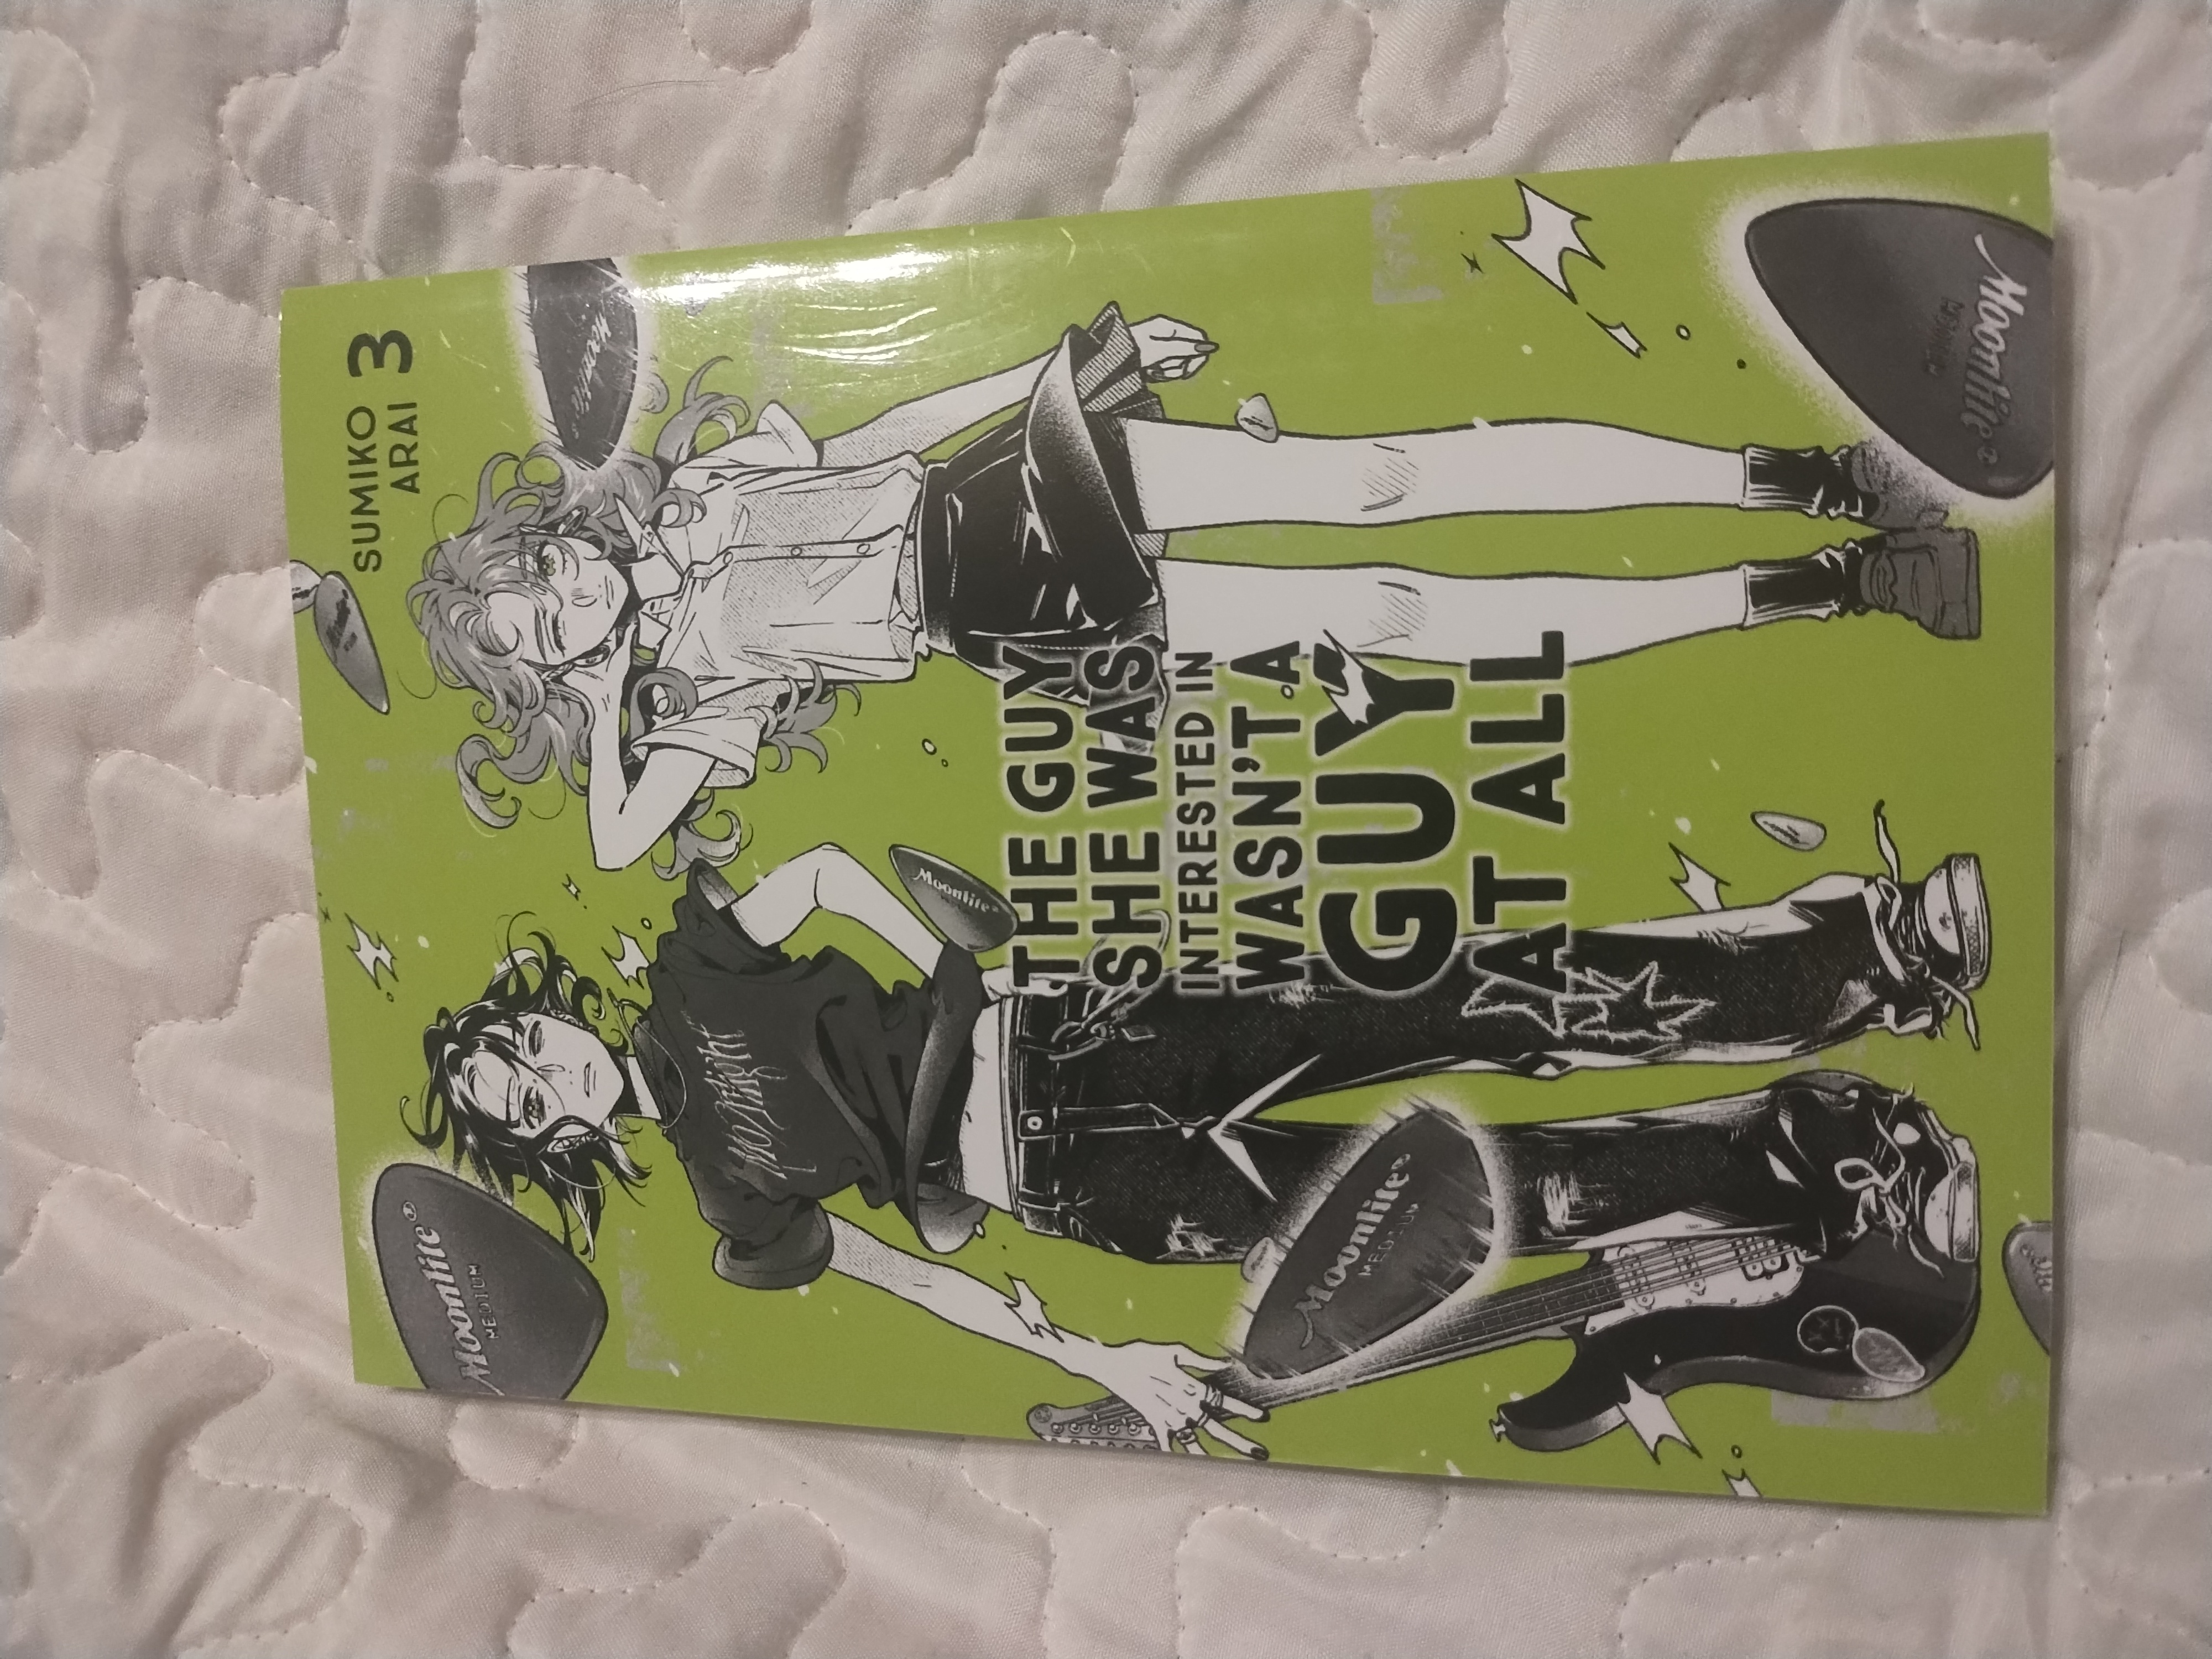 SUMIKO
ARAI
3
THE GUY
SHE WAS
INTERESTED IN
WASN'T A
GUY
AT ALL
Moonlite®
MEDIUM
Moonlite®
Moonlite®
MEDIUM
Moonlite®
MEDIUM
Moonlite